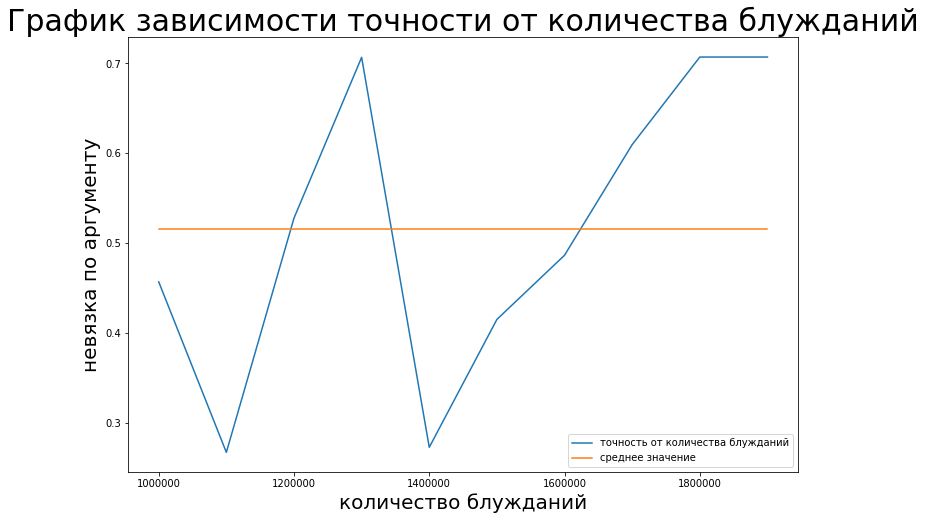 График зависимости точности от количества блужданий
невязка по аргументу
0.7
0.6
0.5
0.4
0.3
точность от количества блужданий
среднее значение
1000000 1200000 1400000 1600000 1800000
количество блужданий